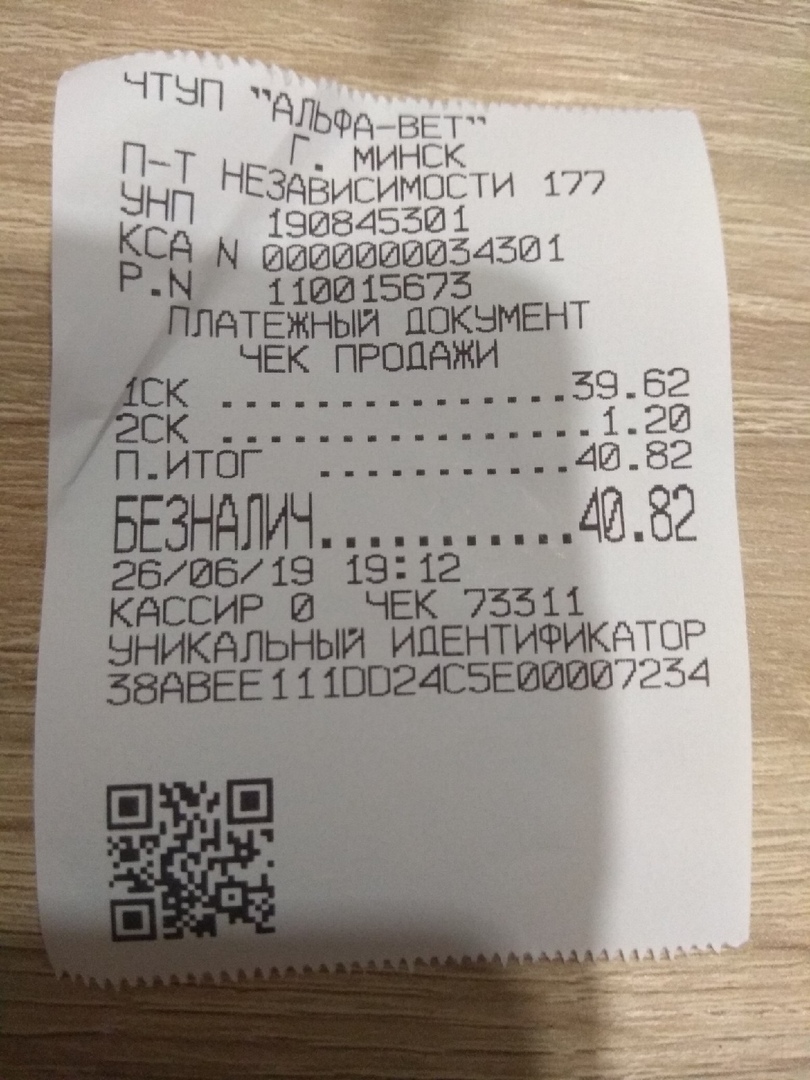 ЧТУП "АЛЬФА-ВЕТ"
Г. МИНСК
П-Т НЕЗАВИСИМОСТИ 177
УНП 190845301
КСА N 0000000034301
Р.N 110015673
ПЛАТЕЖНЫЙ ДОКУМЕНТ
ЧЕК ПРОДАЖИ
1СК ...............39.62
2СК ................1.20
П.ИТОГ ...........40.82
БЕЗНАЛИЧ...........40.82
26/06/19 19:12
КАССИР 0 ЧЕК 73311
УНИКАЛЬНЫЙ ИДЕНТИФИКАТОР
38ABEE111DD24C5E00007234